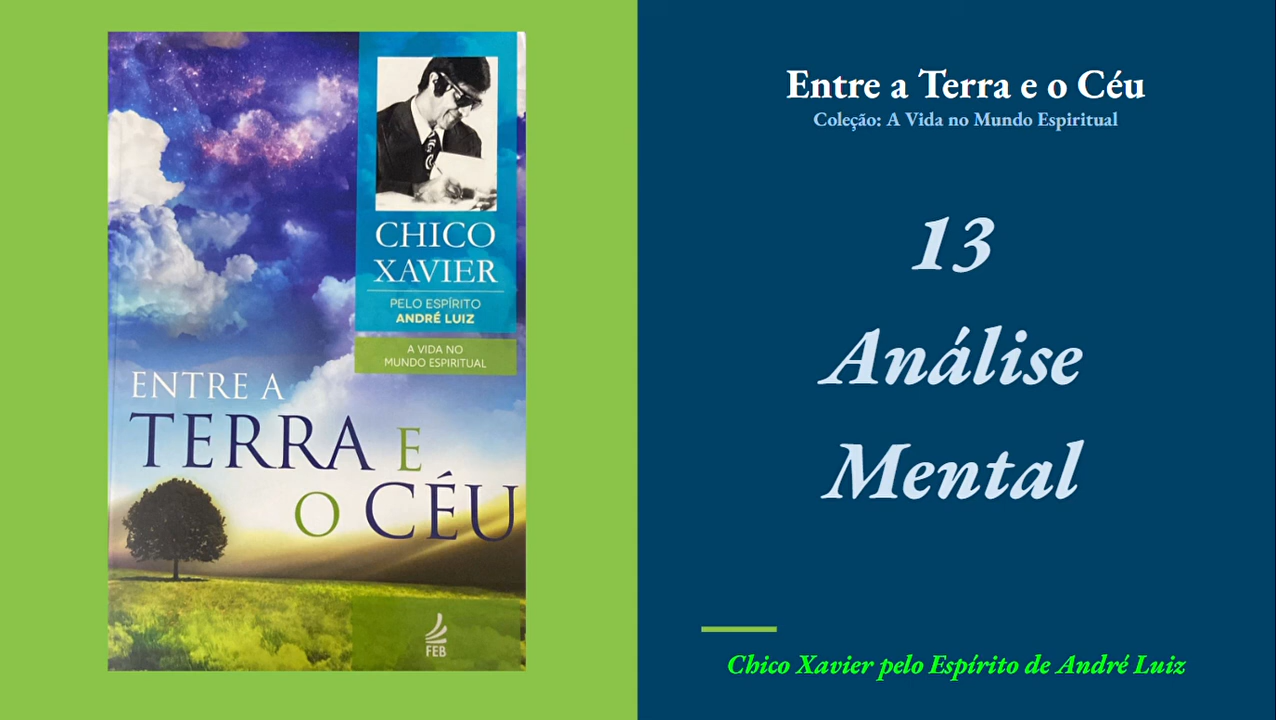 CHICO
XAVIER
PELO ESPÍRITO
ANDRÉ LUIZ
A VIDA NO
MUNDO ESPIRITUAL
ENTRE A
TERRA E
O CÉU
FEB
Entre a Terra e o Céu
Coleção: A Vida no Mundo Espiritual
13
Análise
Mental
Chico Xavier pelo Espírito de André Luiz